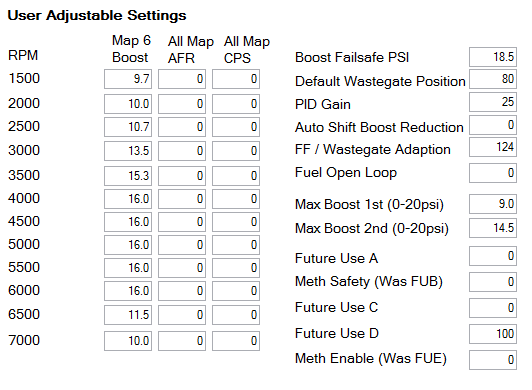 User Adjustable Settings
Map 6 All Map All Map
RPM Boost AFR CPS
1500 9.7 0 0
2000 10.0 0 0
2500 10.7 0 0
3000 13.5 0 0
3500 15.3 0 0
4000 16.0 0 0
4500 16.0 0 0
5000 16.0 0 0
5500 16.0 0 0
6000 16.0 0 0
6500 11.5 0 0
7000 10.0 0 0
Boost Failsafe PSI 18.5
Default Wastegate Position 80
PID Gain 25
Auto Shift Boost Reduction 0
FF / Wastegate Adaption 124
Fuel Open Loop 0
Max Boost 1st (0-20psi) 9.0
Max Boost 2nd (0-20psi) 14.5
Future Use A 0
Meth Safety (Was FUB) 0
Future Use C 0
Future Use D 100
Meth Enable (Was FUE) 0